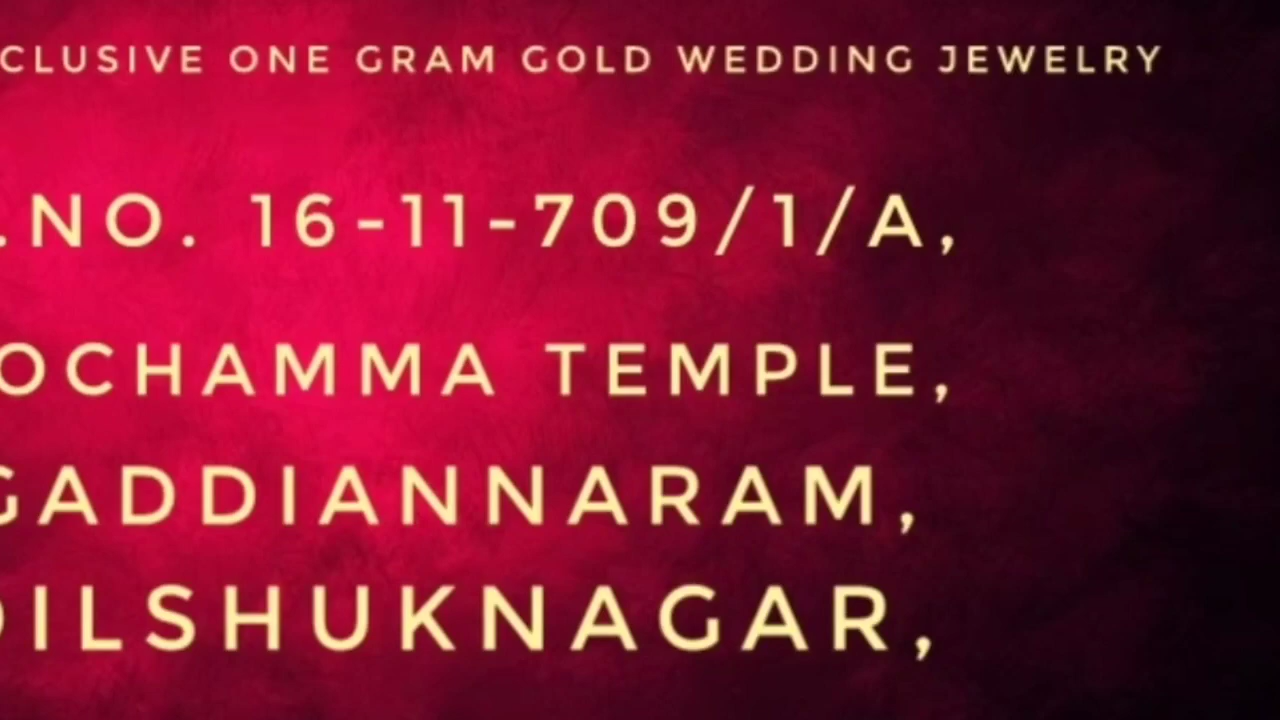 CLUSIVE ONE GRAM GOLD WEDDING JEWELRY
.NO. 16-11-709/1/A,
OCHAMMA TEMPLE,
GADDIANNARAM,
DILSHUKNAGAR,